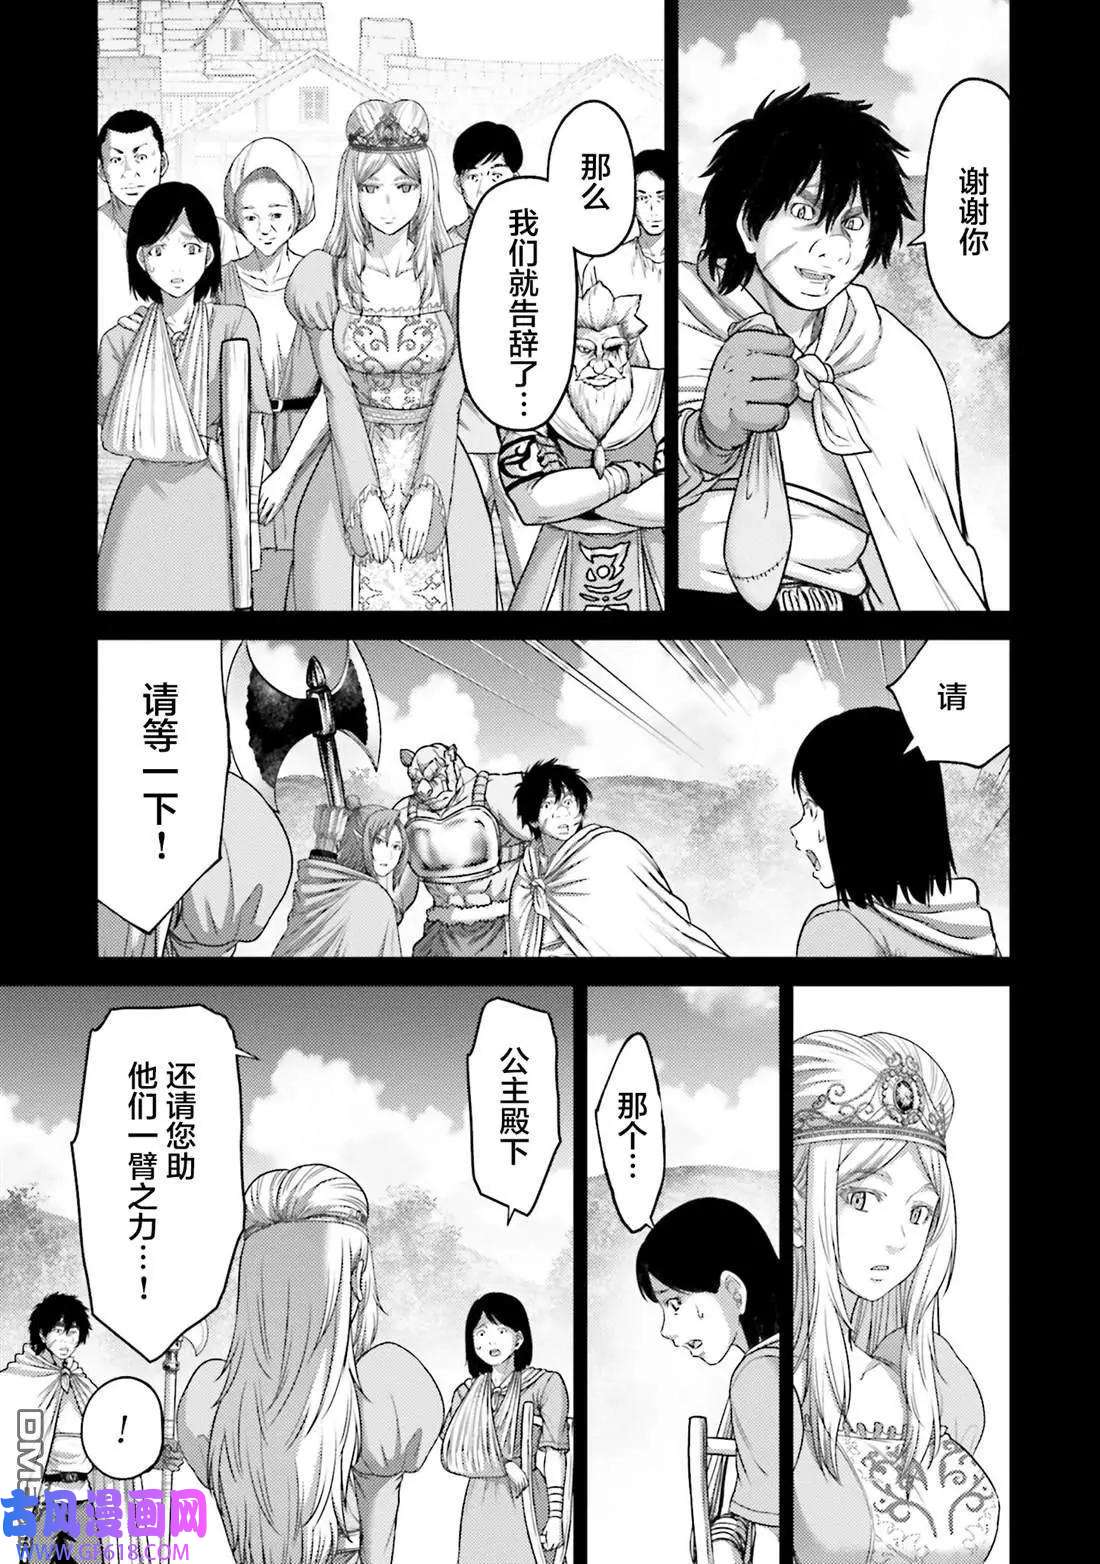 谢谢你
那么
我们就告辞了…
请
请等一下！
那个…
公主殿下
还请您助
他们一臂之力…！
！
DM5
古风漫画网
WWW.GF618.COM